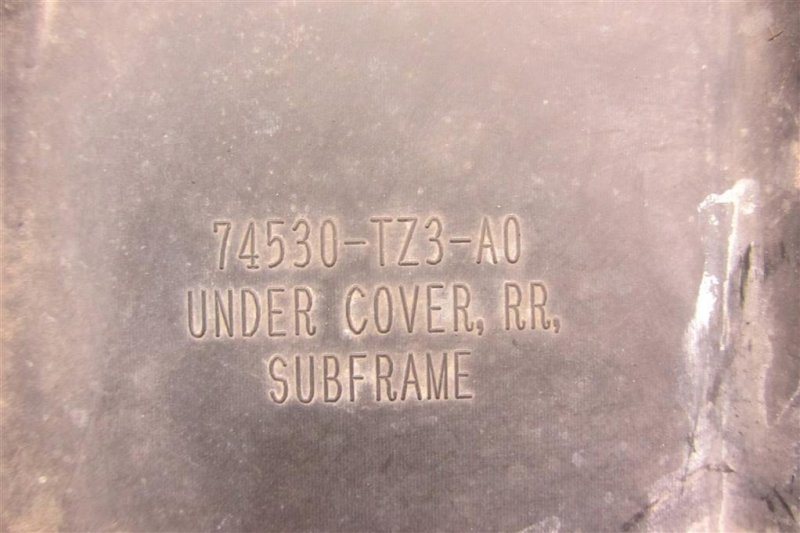 74530-TZ3-A0
UNDER COVER, RR,
SUBFRAME